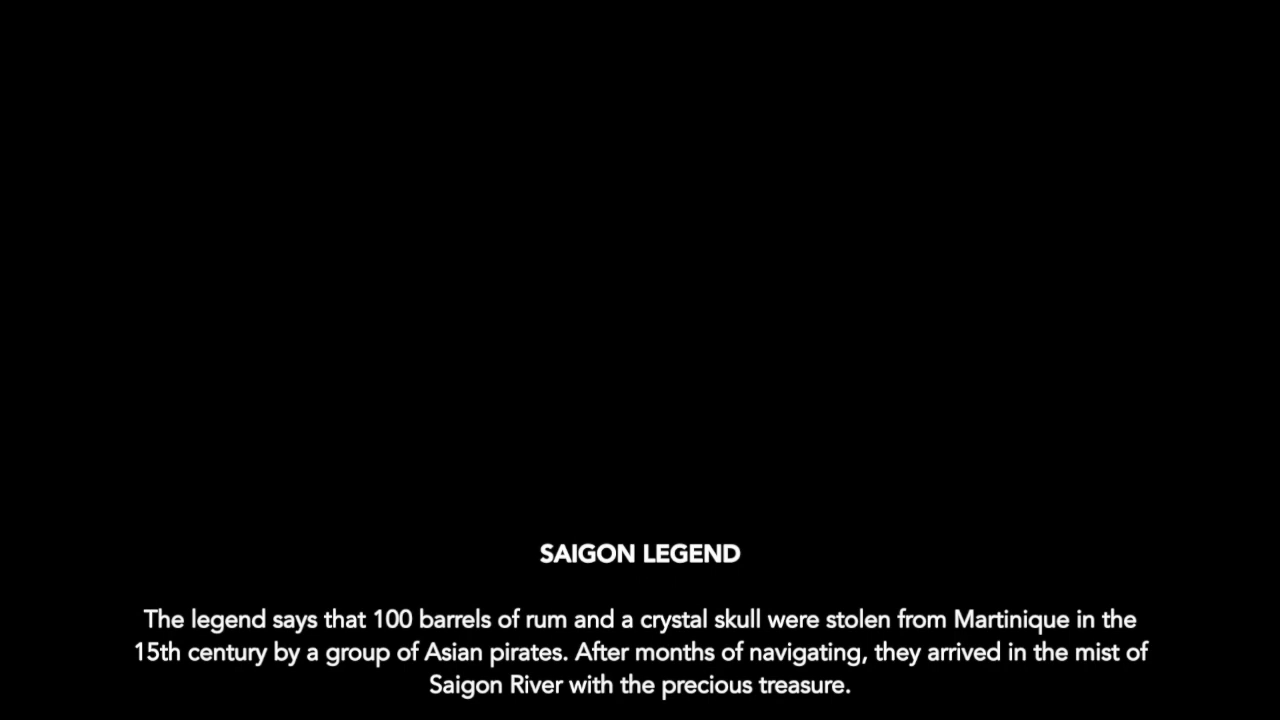 SAIGON LEGEND
The legend says that 100 barrels of rum and a crystal skull were stolen from Martinique in the
15th century by a group of Asian pirates. After months of navigating, they arrived in the mist of
Saigon River with the precious treasure.